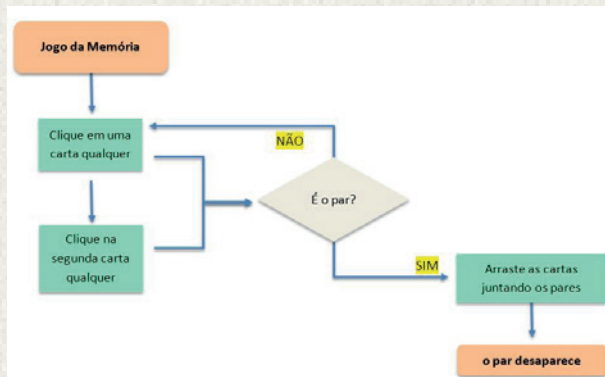 Jogo da Memória
Clique em uma
carta qualquer
NÃO
É o par?
Clique na
segunda carta
qualquer
SIM
Arraste as cartas
juntando os pares
o par desaparece